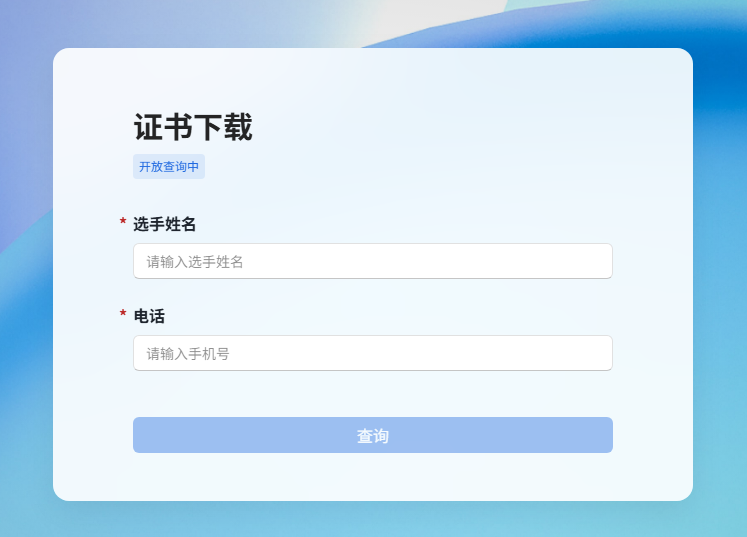 证书下载
开放查询中
* 选手姓名
请输入选手姓名
* 电话
请输入手机号
查询